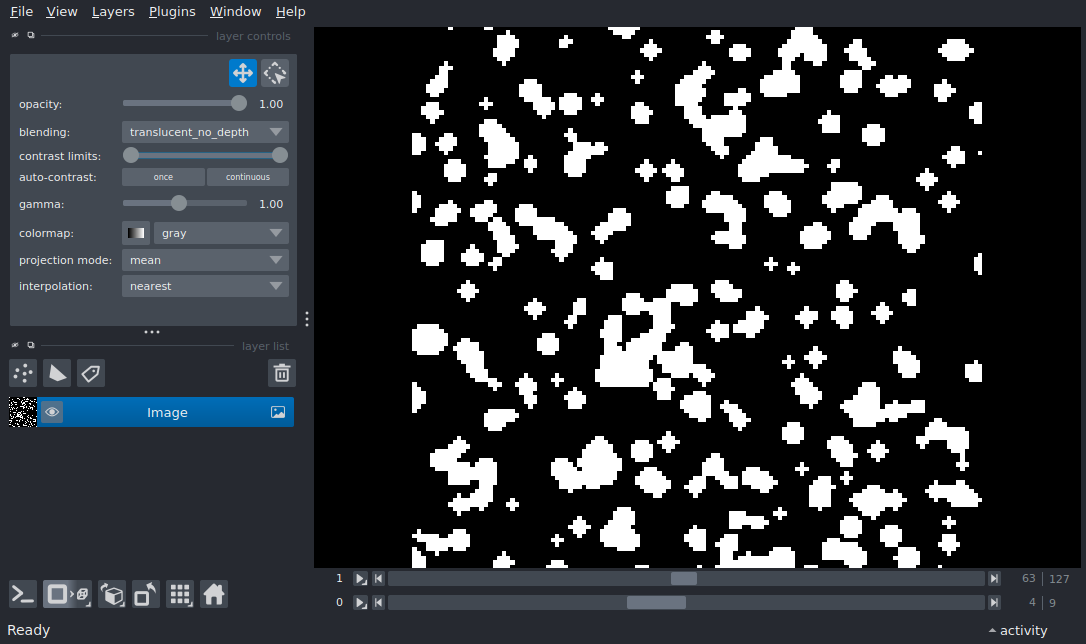 File View Layers Plugins Window Help
layer controls
opacity: 1.00
blending: translucent_no_depth
contrast limits:
auto-contrast: once continuous
gamma: 1.00
colormap: gray
projection mode: mean
interpolation: nearest
layer list
Image
1 63 127
0 4 9
Ready activity